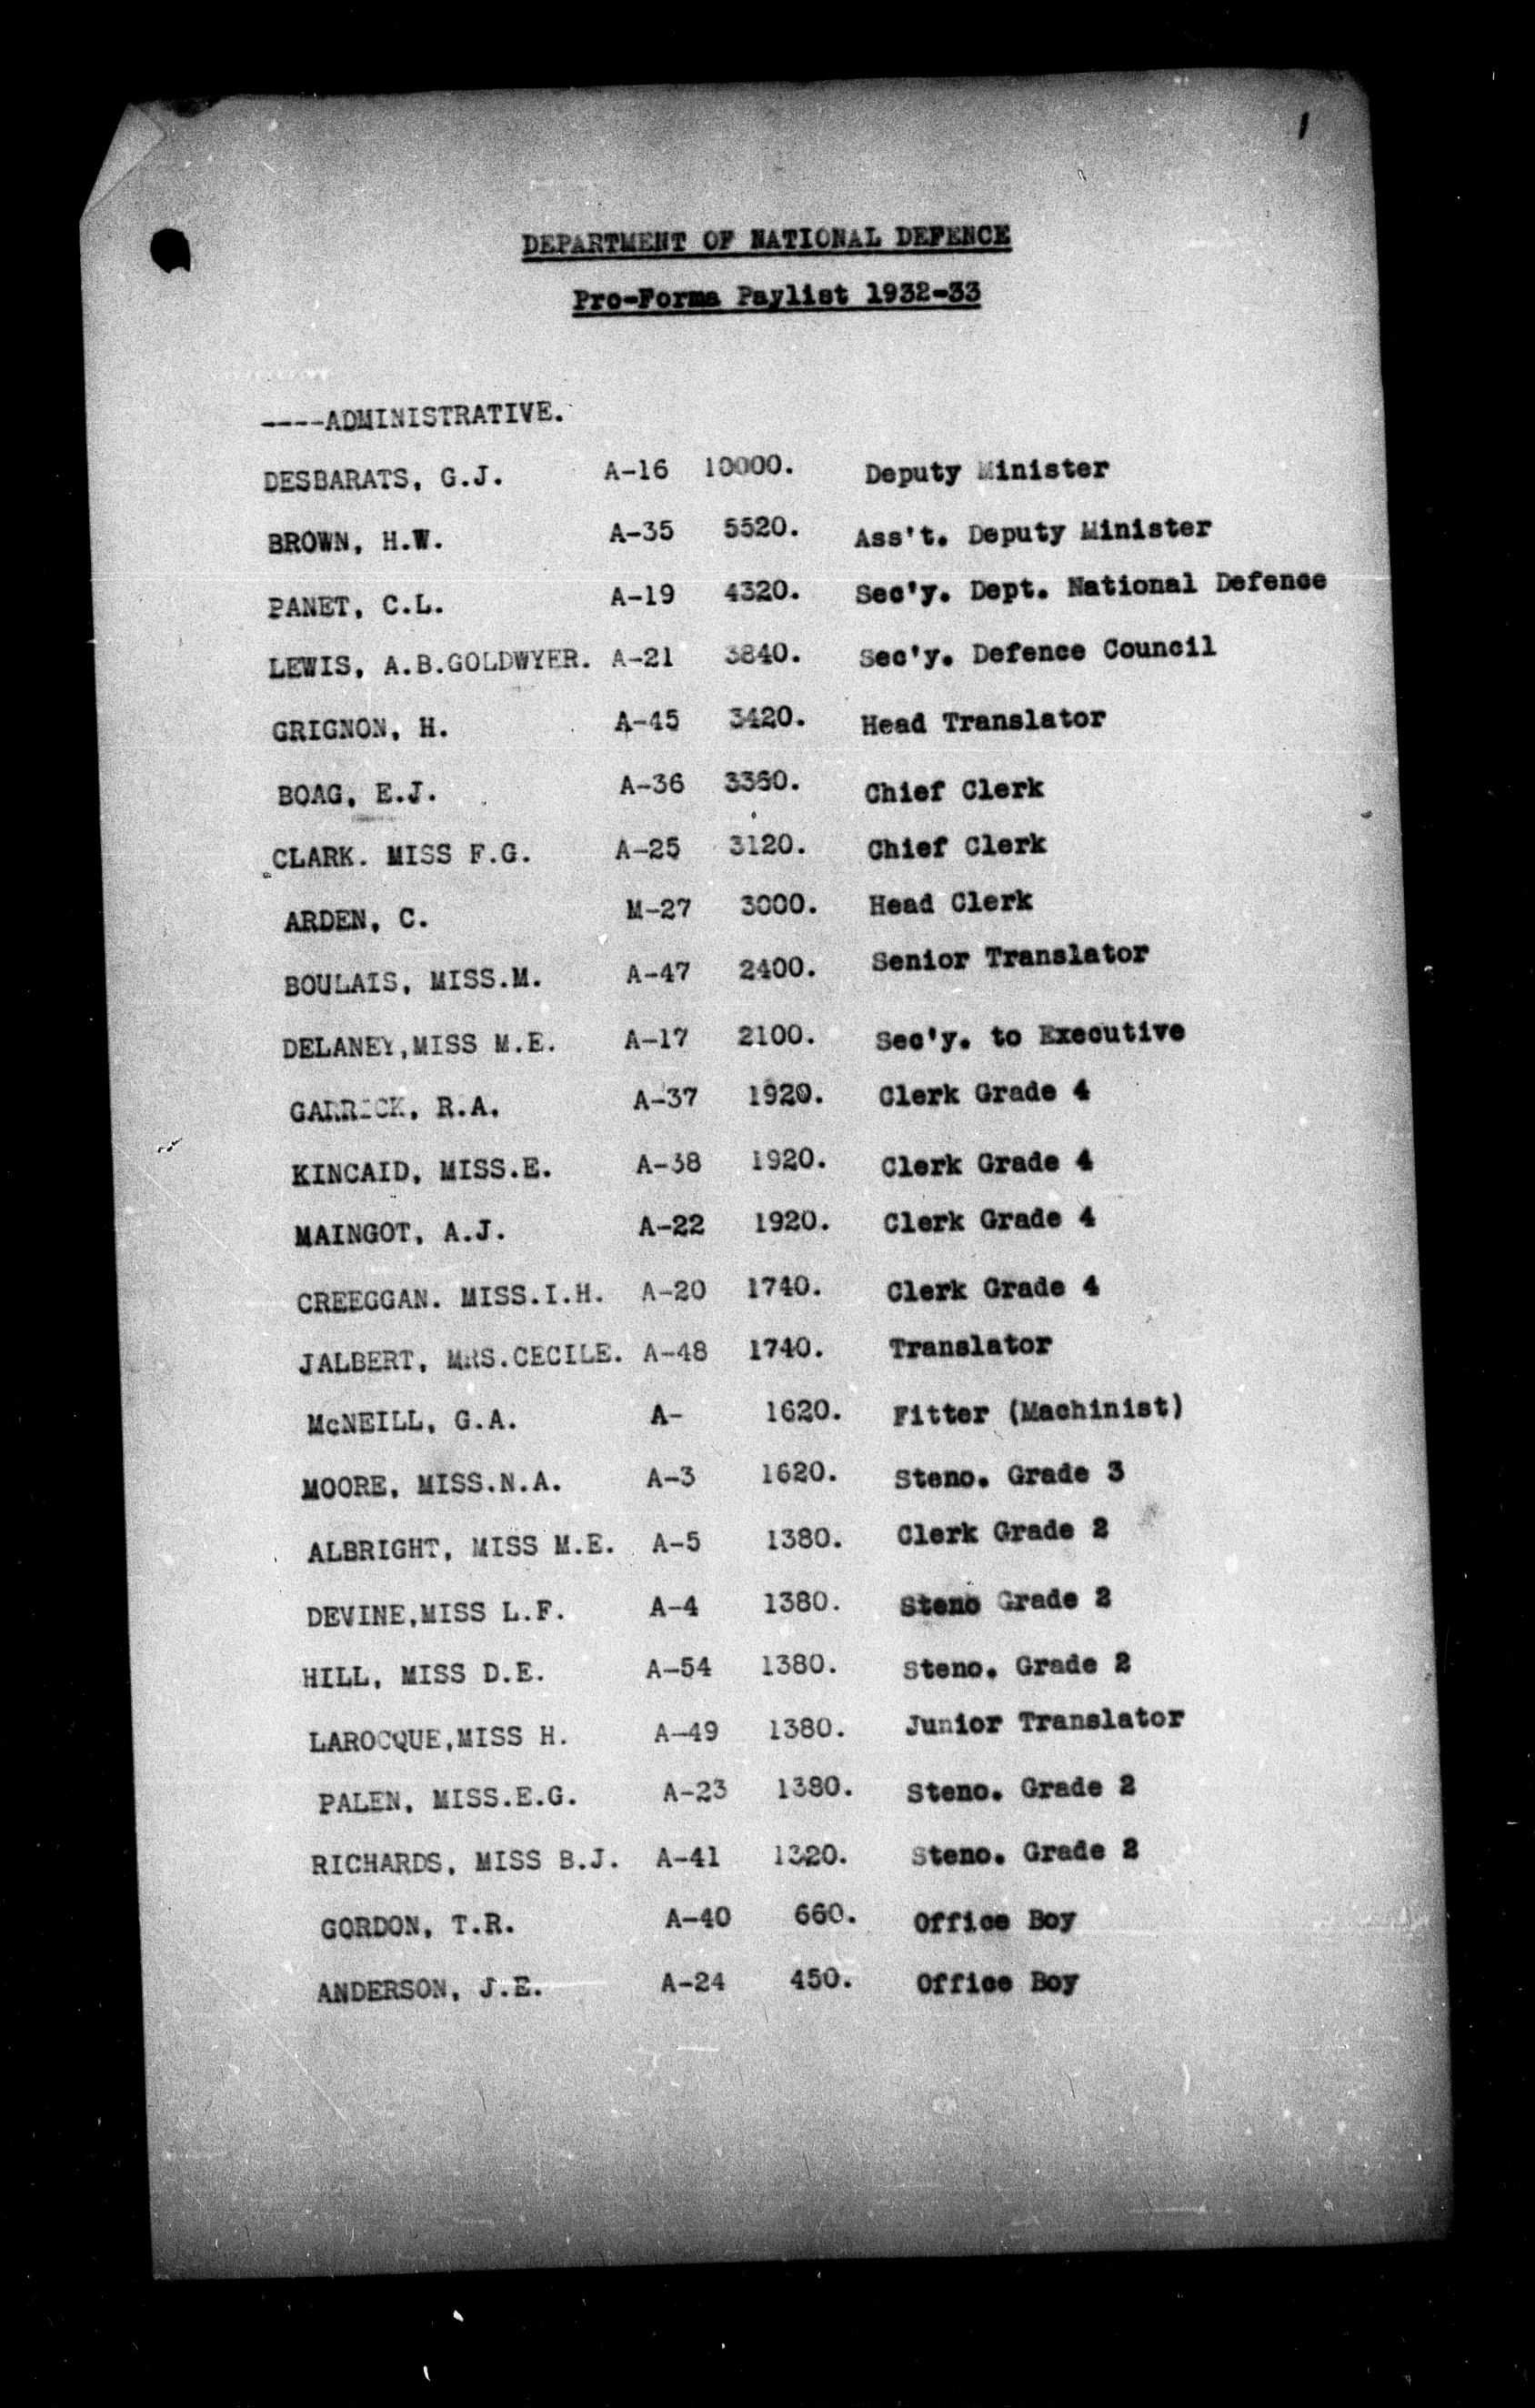 1
DEPARTMENT OF NATIONAL DEFENCE
Pro-Forma Paylist 1932-33
----ADMINISTRATIVE.
DESBARATS, G.J. A-16 10000. Deputy Minister
BROWN, H.W. A-35 5520. Ass't. Deputy Minister
PANET, C.L. A-19 4320. Sec'y. Dept. National Defence
LEWIS, A.B.GOLDWYER. A-21 3840. Sec'y. Defence Council
GRIGNON, H. A-45 3420. Head Translator
BOAG, E.J. A-36 3360. Chief Clerk
CLARK. MISS F.G. A-25 3120. Chief Clerk
ARDEN, C. M-27 3000. Head Clerk
BOULAIS, MISS.M. A-47 2400. Senior Translator
DELANEY,MISS M.E. A-17 2100. Sec'y. to Executive
GARRICK, R.A. A-37 1920. Clerk Grade 4
KINCAID, MISS.E. A-38 1920. Clerk Grade 4
MAINGOT, A.J. A-22 1920. Clerk Grade 4
CREEGGAN. MISS.I.H. A-20 1740. Clerk Grade 4
JALBERT, MRS.CECILE. A-48 1740. Translator
McNEILL, G.A. A- 1620. Fitter (Machinist)
MOORE, MISS.N.A. A-3 1620. Steno. Grade 3
ALBRIGHT, MISS M.E. A-5 1380. Clerk Grade 2
DEVINE,MISS L.F. A-4 1380. Steno Grade 2
HILL, MISS D.E. A-54 1380. Steno. Grade 2
LAROCQUE,MISS H. A-49 1380. Junior Translator
PALEN, MISS.E.G. A-23 1380. Steno. Grade 2
RICHARDS, MISS B.J. A-41 1320. Steno. Grade 2
GORDON, T.R. A-40 660. Office Boy
ANDERSON, J.E. A-24 450. Office Boy